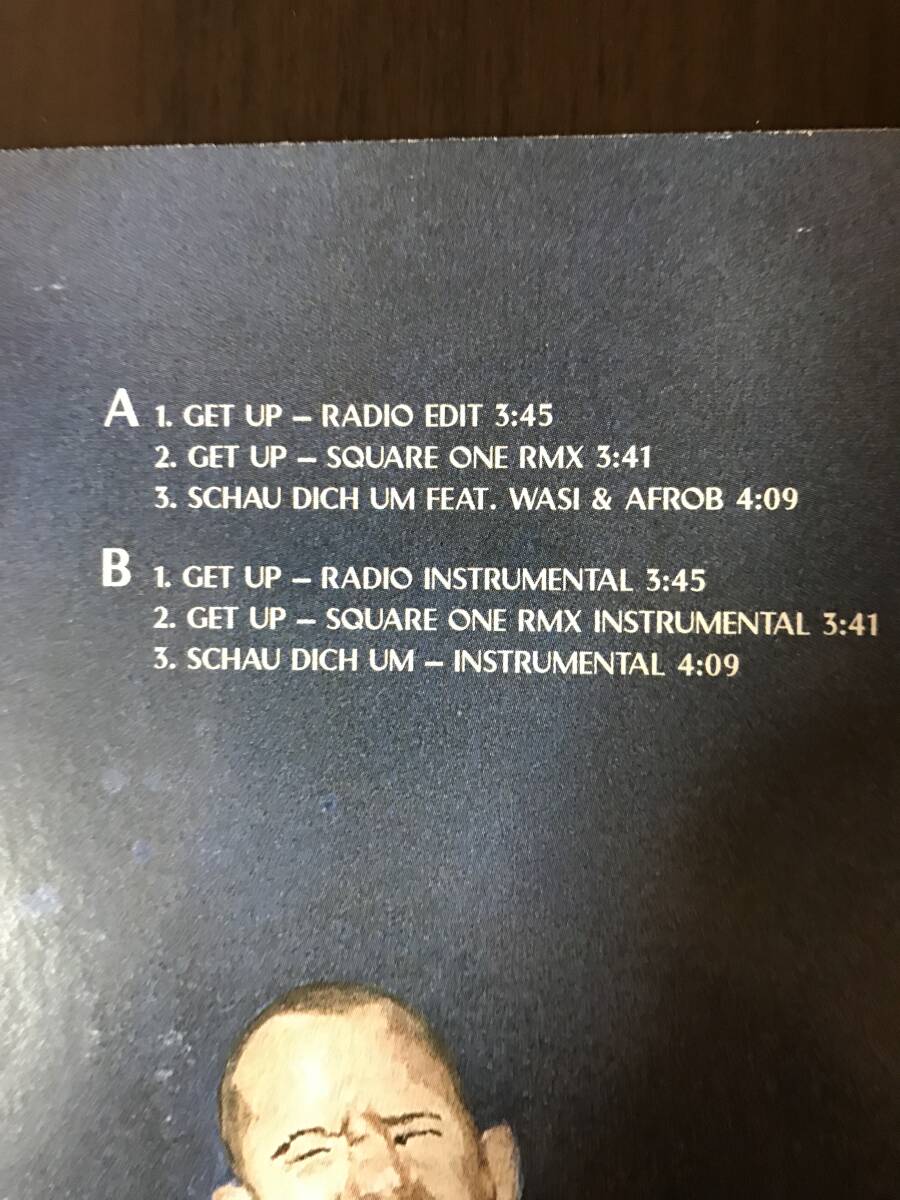 A 1. GET UP – RADIO EDIT 3:45
2. GET UP – SQUARE ONE RMX 3:41
3. SCHAU DICH UM FEAT. WASI & AFROB 4:09
B 1. GET UP – RADIO INSTRUMENTAL 3:45
2. GET UP – SQUARE ONE RMX INSTRUMENTAL 3:41
3. SCHAU DICH UM – INSTRUMENTAL 4:09